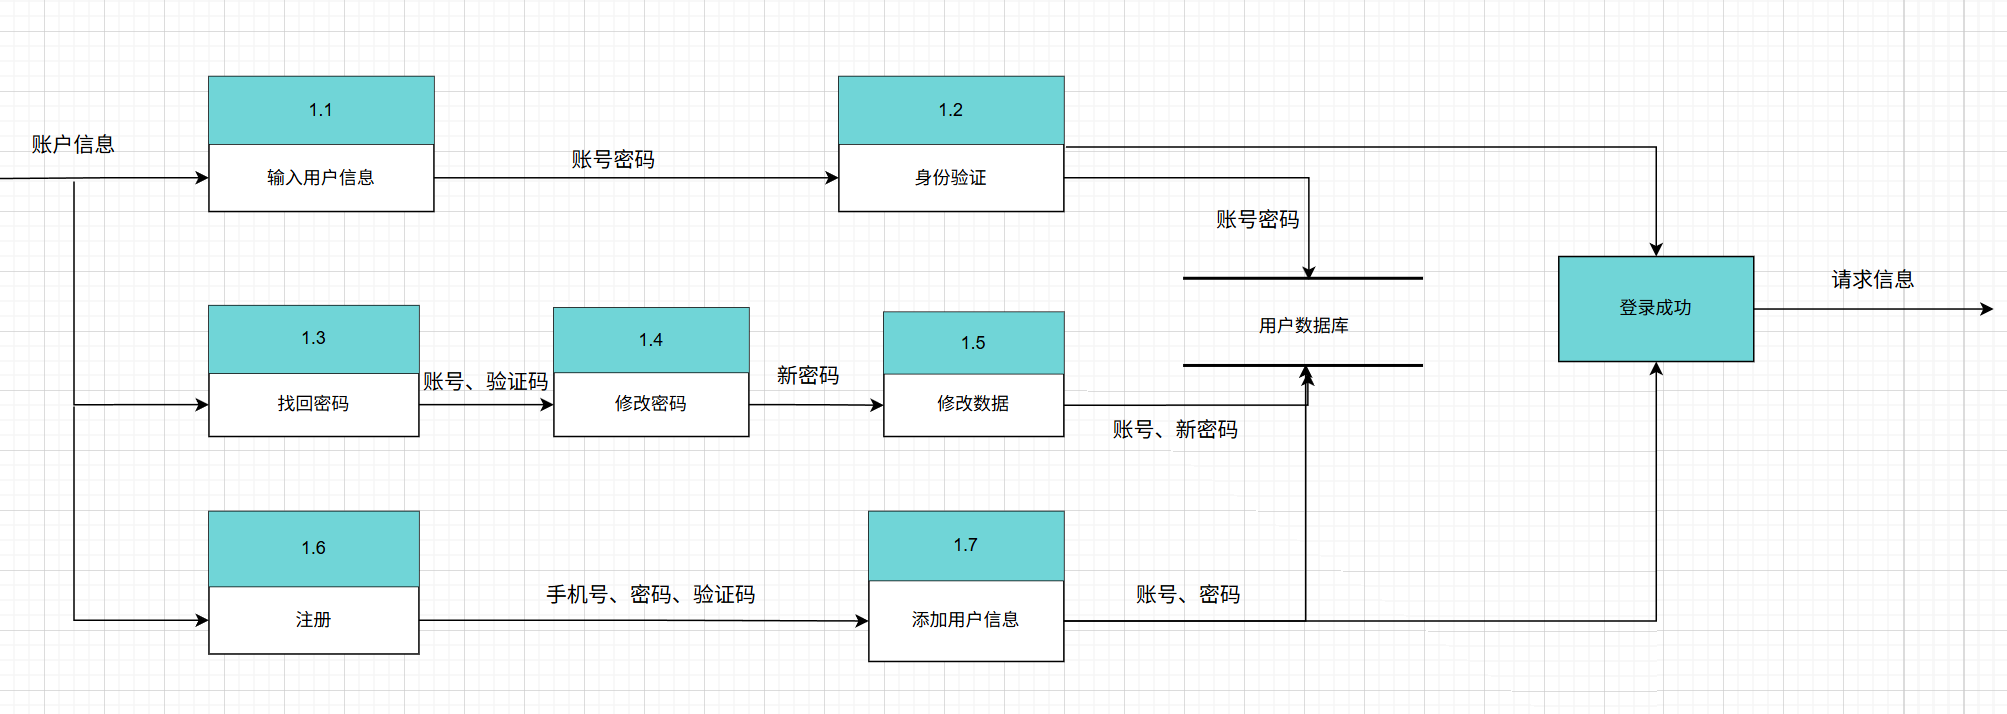 1.1
1.2
账户信息
账号密码
输入用户信息
身份验证
账号密码
请求信息
登录成功
用户数据库
1.3
1.4
1.5
账号、验证码
新密码
找回密码
修改密码
修改数据
账号、新密码
1.6
1.7
手机号、密码、验证码
账号、密码
注册
添加用户信息